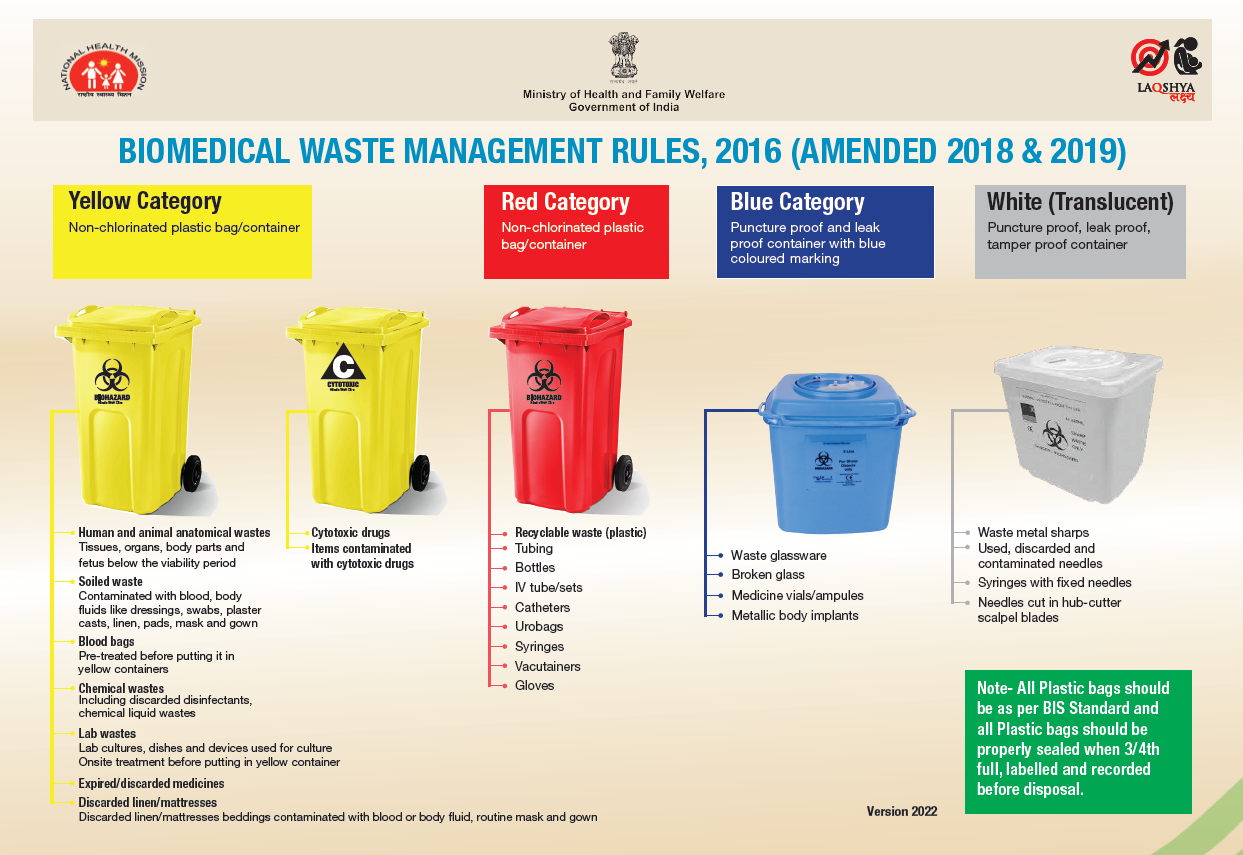 NATIONAL HEALTH MISSION
राष्ट्रीय स्वास्थ्य मिशन
Ministry of Health and Family Welfare
Government of India
LAQSHYA
लक्ष्य
BIOMEDICAL WASTE MANAGEMENT RULES, 2016 (AMENDED 2018 & 2019)
Yellow Category
Non-chlorinated plastic bag/container
Red Category
Non-chlorinated plastic
bag/container
Blue Category
Puncture proof and leak
proof container with blue
coloured marking
White (Translucent)
Puncture proof, leak proof,
tamper proof container
BIOHAZARD
C
CYTOTOXIC
BIOHAZARD
Human and animal anatomical wastes
Tissues, organs, body parts and
fetus below the viability period
Soiled waste
Contaminated with blood, body
fluids like dressings, swabs, plaster
casts, linen, pads, mask and gown
Blood bags
Pre-treated before putting it in
yellow containers
Chemical wastes
Including discarded disinfectants,
chemical liquid wastes
Lab wastes
Lab cultures, dishes and devices used for culture
Onsite treatment before putting in yellow container
Expired/discarded medicines
Discarded linen/mattresses
Discarded linen/mattresses beddings contaminated with blood or body fluid, routine mask and gown
Cytotoxic drugs
Items contaminated
with cytotoxic drugs
Recyclable waste (plastic)
Tubing
Bottles
IV tube/sets
Catheters
Urobags
Syringes
Vacutainers
Gloves
Waste glassware
Broken glass
Medicine vials/ampules
Metallic body implants
Waste metal sharps
Used, discarded and
contaminated needles
Syringes with fixed needles
Needles cut in hub-cutter
scalpel blades
Note- All Plastic bags should
be as per BIS Standard and
all Plastic bags should be
properly sealed when 3/4th
full, labelled and recorded
before disposal.
Version 2022